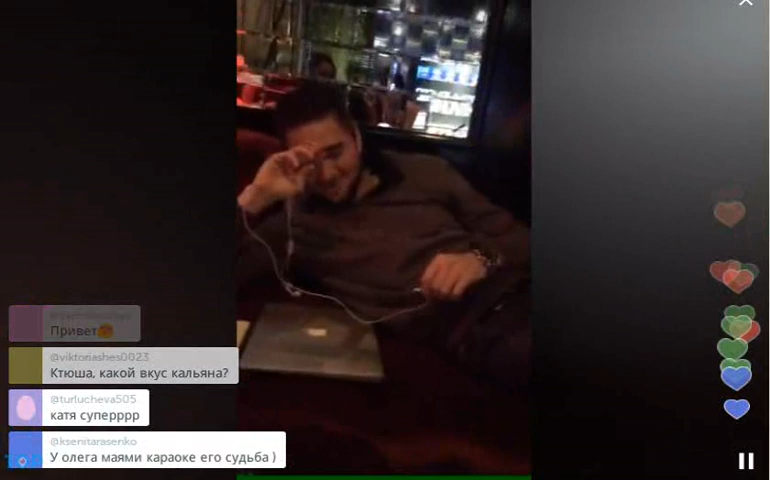 Привет
@viktoriashes0023
Ктюша, какой вкус кальяна?
@turlucheva505
катя суперррр
@ksenitarasenko
У олега маями караоке его судьба )